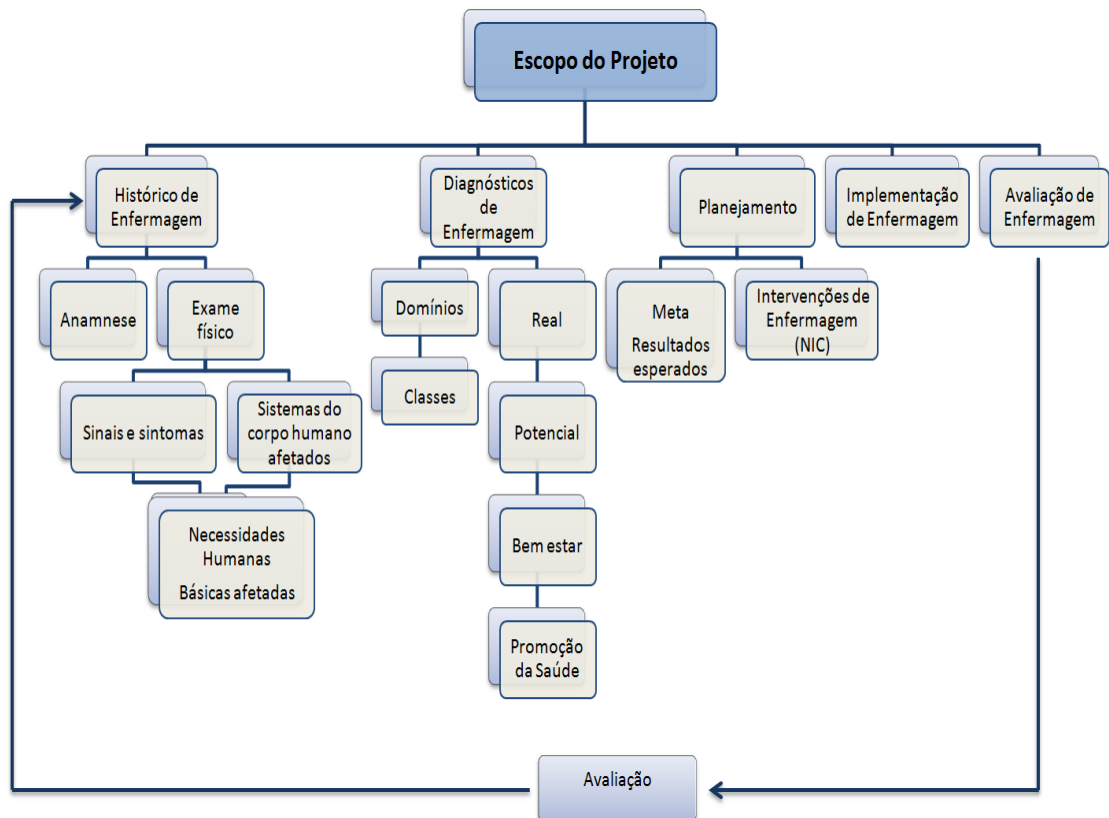 Escopo do Projeto
Histórico de
Enfermagem
Diagnósticos
de
Enfermagem
Planejamento
Implementação
de Enfermagem
Avaliação de
Enfermagem
Anamnese
Exame
físico
Domínios
Real
Meta
Resultados
esperados
Intervenções de
Enfermagem
(NIC)
Sinais e sintomas
Sistemas do
corpo humano
afetados
Classes
Potencial
Necessidades
Humanas
Básicas afetadas
Bem estar
Promoção
da Saúde
Avaliação